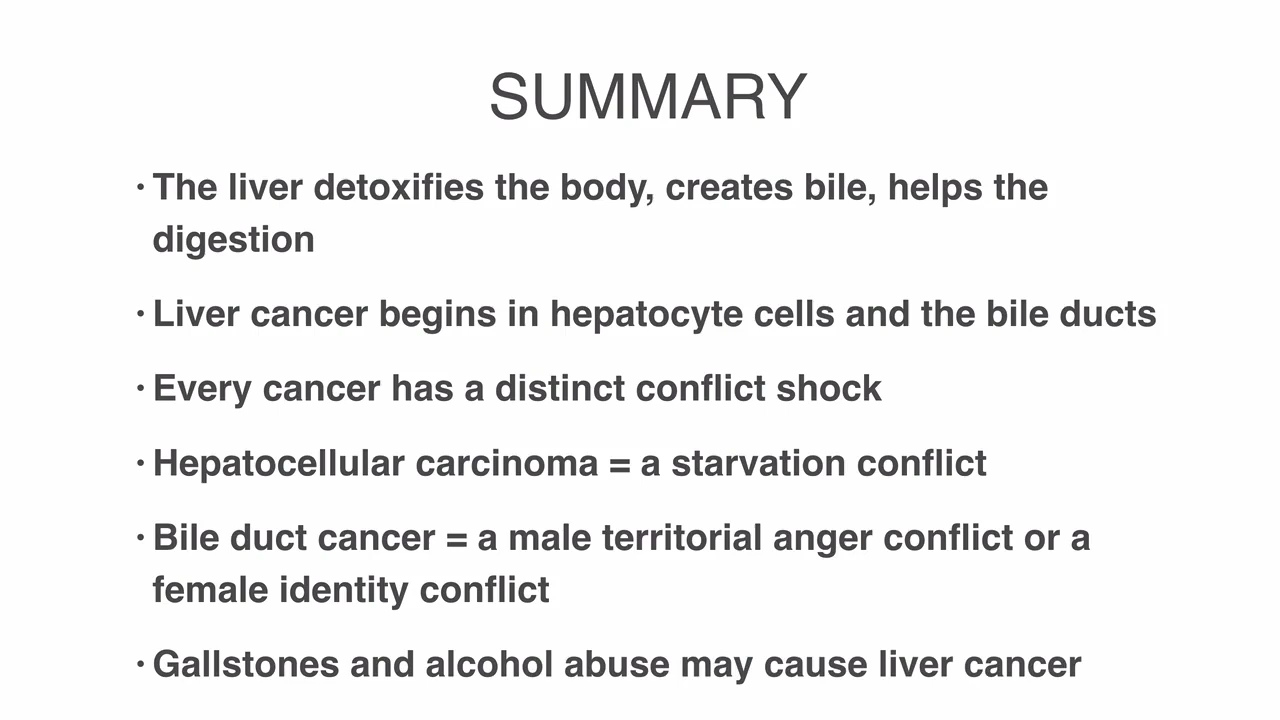 SUMMARY
• The liver detoxifies the body, creates bile, helps the
digestion
• Liver cancer begins in hepatocyte cells and the bile ducts
• Every cancer has a distinct conflict shock
• Hepatocellular carcinoma = a starvation conflict
• Bile duct cancer = a male territorial anger conflict or a
female identity conflict
• Gallstones and alcohol abuse may cause liver cancer